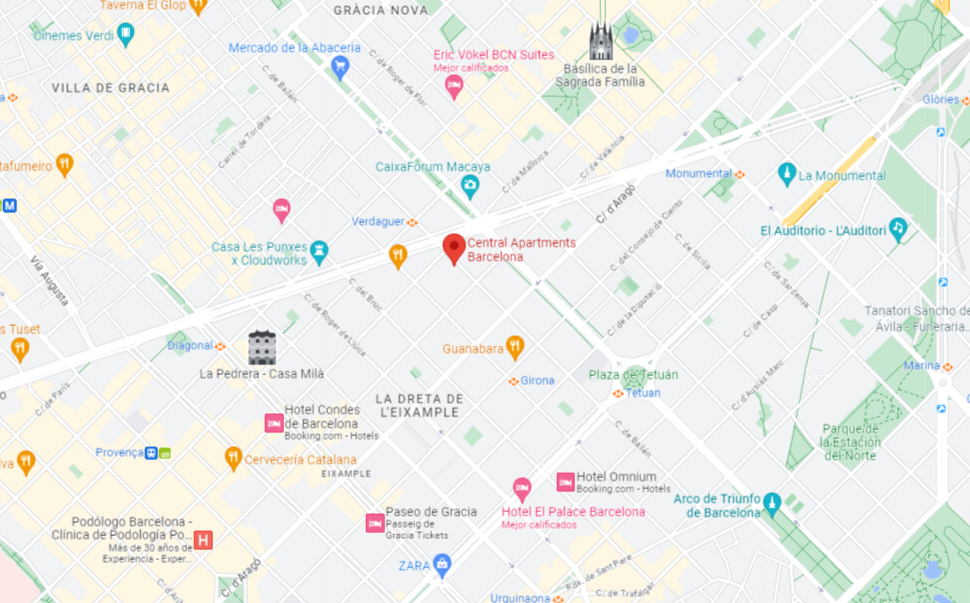 Taverna El Glop
GRÀCIA NOVA
Cinemes Verdi
Mercado de la Abaceria
Eric Vökel BCN Suites
Mejor calificados
Basílica de la
Sagrada Família
VILLA DE GRACIA
C. de Bailén
C. de Roger de Flor
Glòries
Carrer de Tordera
C/ de Mallorca
C/ de Valencia
tafumeiro
CaixaForum Macaya
Monumental
La Monumental
M
Verdaguer
C/ d'Aragó
El Auditorio - L'Auditori
Casa Les Punxes
x Cloudworks
Central Apartments
Barcelona
C. del Consejo de Ciento
C. de Sicilia
Vía Augusta
C. del Bruc
C/ de la Diputació
C. de Sardenya
C/ de Roger de Llúria
C. de Casp
Tanatori Sancho de
Ávila - Funeraria...
s Tuset
Diagonal
Guanabara
La Pedrera - Casa Milà
Plaza de Tetuán
Marina
C/ de París
Girona
Tetuan
C/ d'Ausiàs Marc
LA DRETA DE
L'EIXAMPLE
Hotel Condes
de Barcelona
Booking.com - Hotels
Parque de
la Estación
del Norte
C. de Bailén
Provença
Cervecería Catalana
EIXAMPLE
Hotel Omnium
Booking.com - Hotels
Hotel El Palace Barcelona
Mejor calificados
Arco de Triunfo
de Barcelona
Paseo de Gracia
Passeig de
Gracia Tickets
Podólogo Barcelona -
Clínica de Podología Po...
Más de 30 años de
Experiencia - Exper...
H
ZARA
C/ d'Aragó
Rda. de Sant Pere
C/ de Trafalgar
Urquinaona